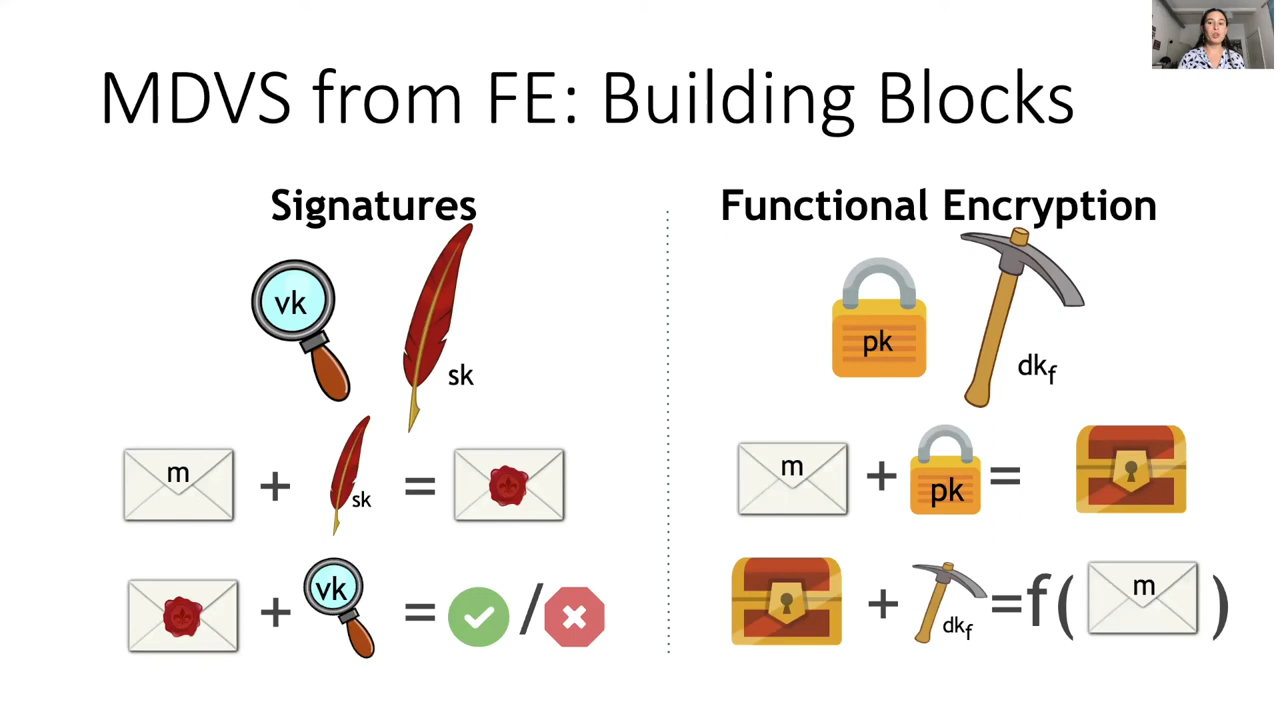 MDVS from FE: Building Blocks
Signatures
vk
sk
m + sk =
+ vk = /
Functional Encryption
pk
dkf
m + pk =
+ dkf =f( m )